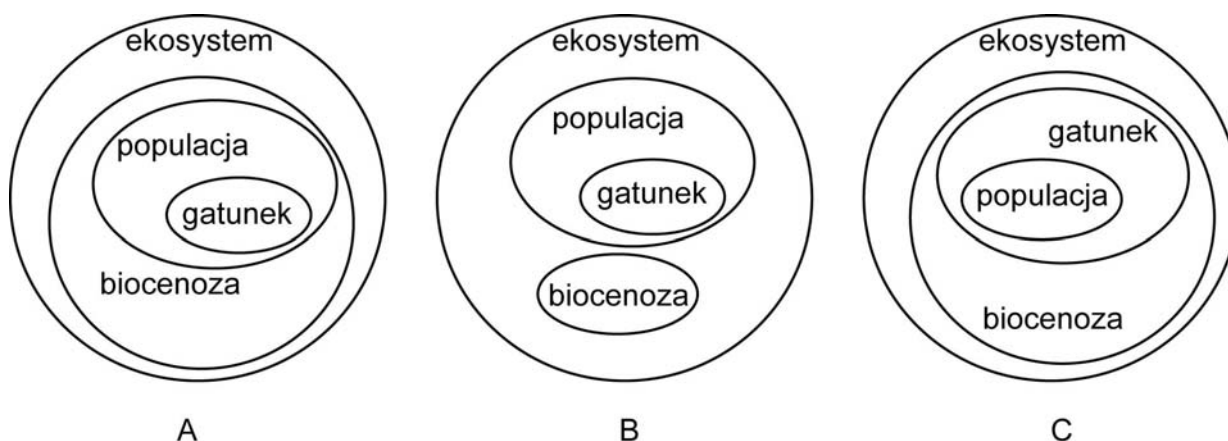 ekosystem
populacja
gatunek
biocenoza
A
ekosystem
populacja
gatunek
biocenoza
B
ekosystem
gatunek
populacja
biocenoza
C